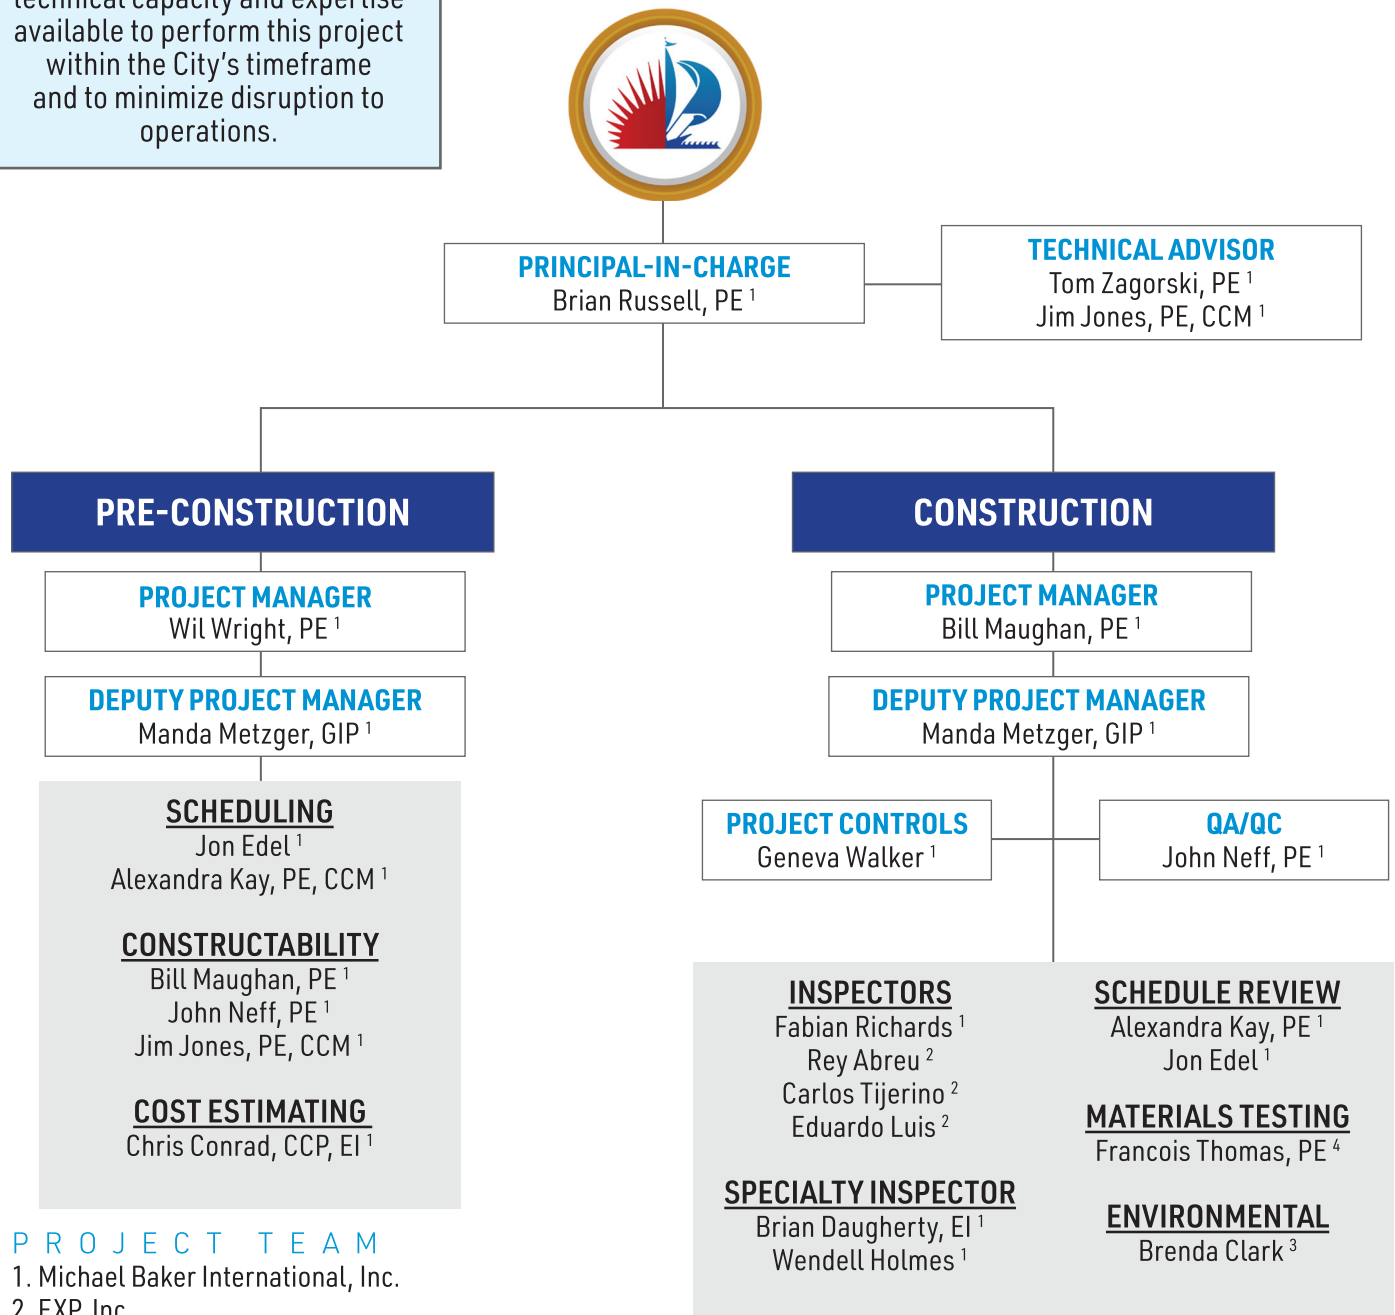 technical capacity and expertise
available to perform this project
within the City's timeframe
and to minimize disruption to
operations.
PRINCIPAL-IN-CHARGE
Brian Russell, PE 1
TECHNICAL ADVISOR
Tom Zagorski, PE 1
Jim Jones, PE, CCM 1
PRE-CONSTRUCTION
PROJECT MANAGER
Wil Wright, PE 1
DEPUTY PROJECT MANAGER
Manda Metzger, GIP 1
SCHEDULING
Jon Edel 1
Alexandra Kay, PE, CCM 1
CONSTRUCTABILITY
Bill Maughan, PE 1
John Neff, PE 1
Jim Jones, PE, CCM 1
COST ESTIMATING
Chris Conrad, CCP, EI 1
CONSTRUCTION
PROJECT MANAGER
Bill Maughan, PE 1
DEPUTY PROJECT MANAGER
Manda Metzger, GIP 1
PROJECT CONTROLS
Geneva Walker 1
QA/QC
John Neff, PE 1
INSPECTORS
Fabian Richards 1
Rey Abreu 2
Carlos Tijerino 2
Eduardo Luis 2
SPECIALTY INSPECTOR
Brian Daugherty, EI 1
Wendell Holmes 1
SCHEDULE REVIEW
Alexandra Kay, PE 1
Jon Edel 1
MATERIALS TESTING
Francois Thomas, PE 4
ENVIRONMENTAL
Brenda Clark 3
PROJECT TEAM
1. Michael Baker International, Inc.
2. EXP, Inc